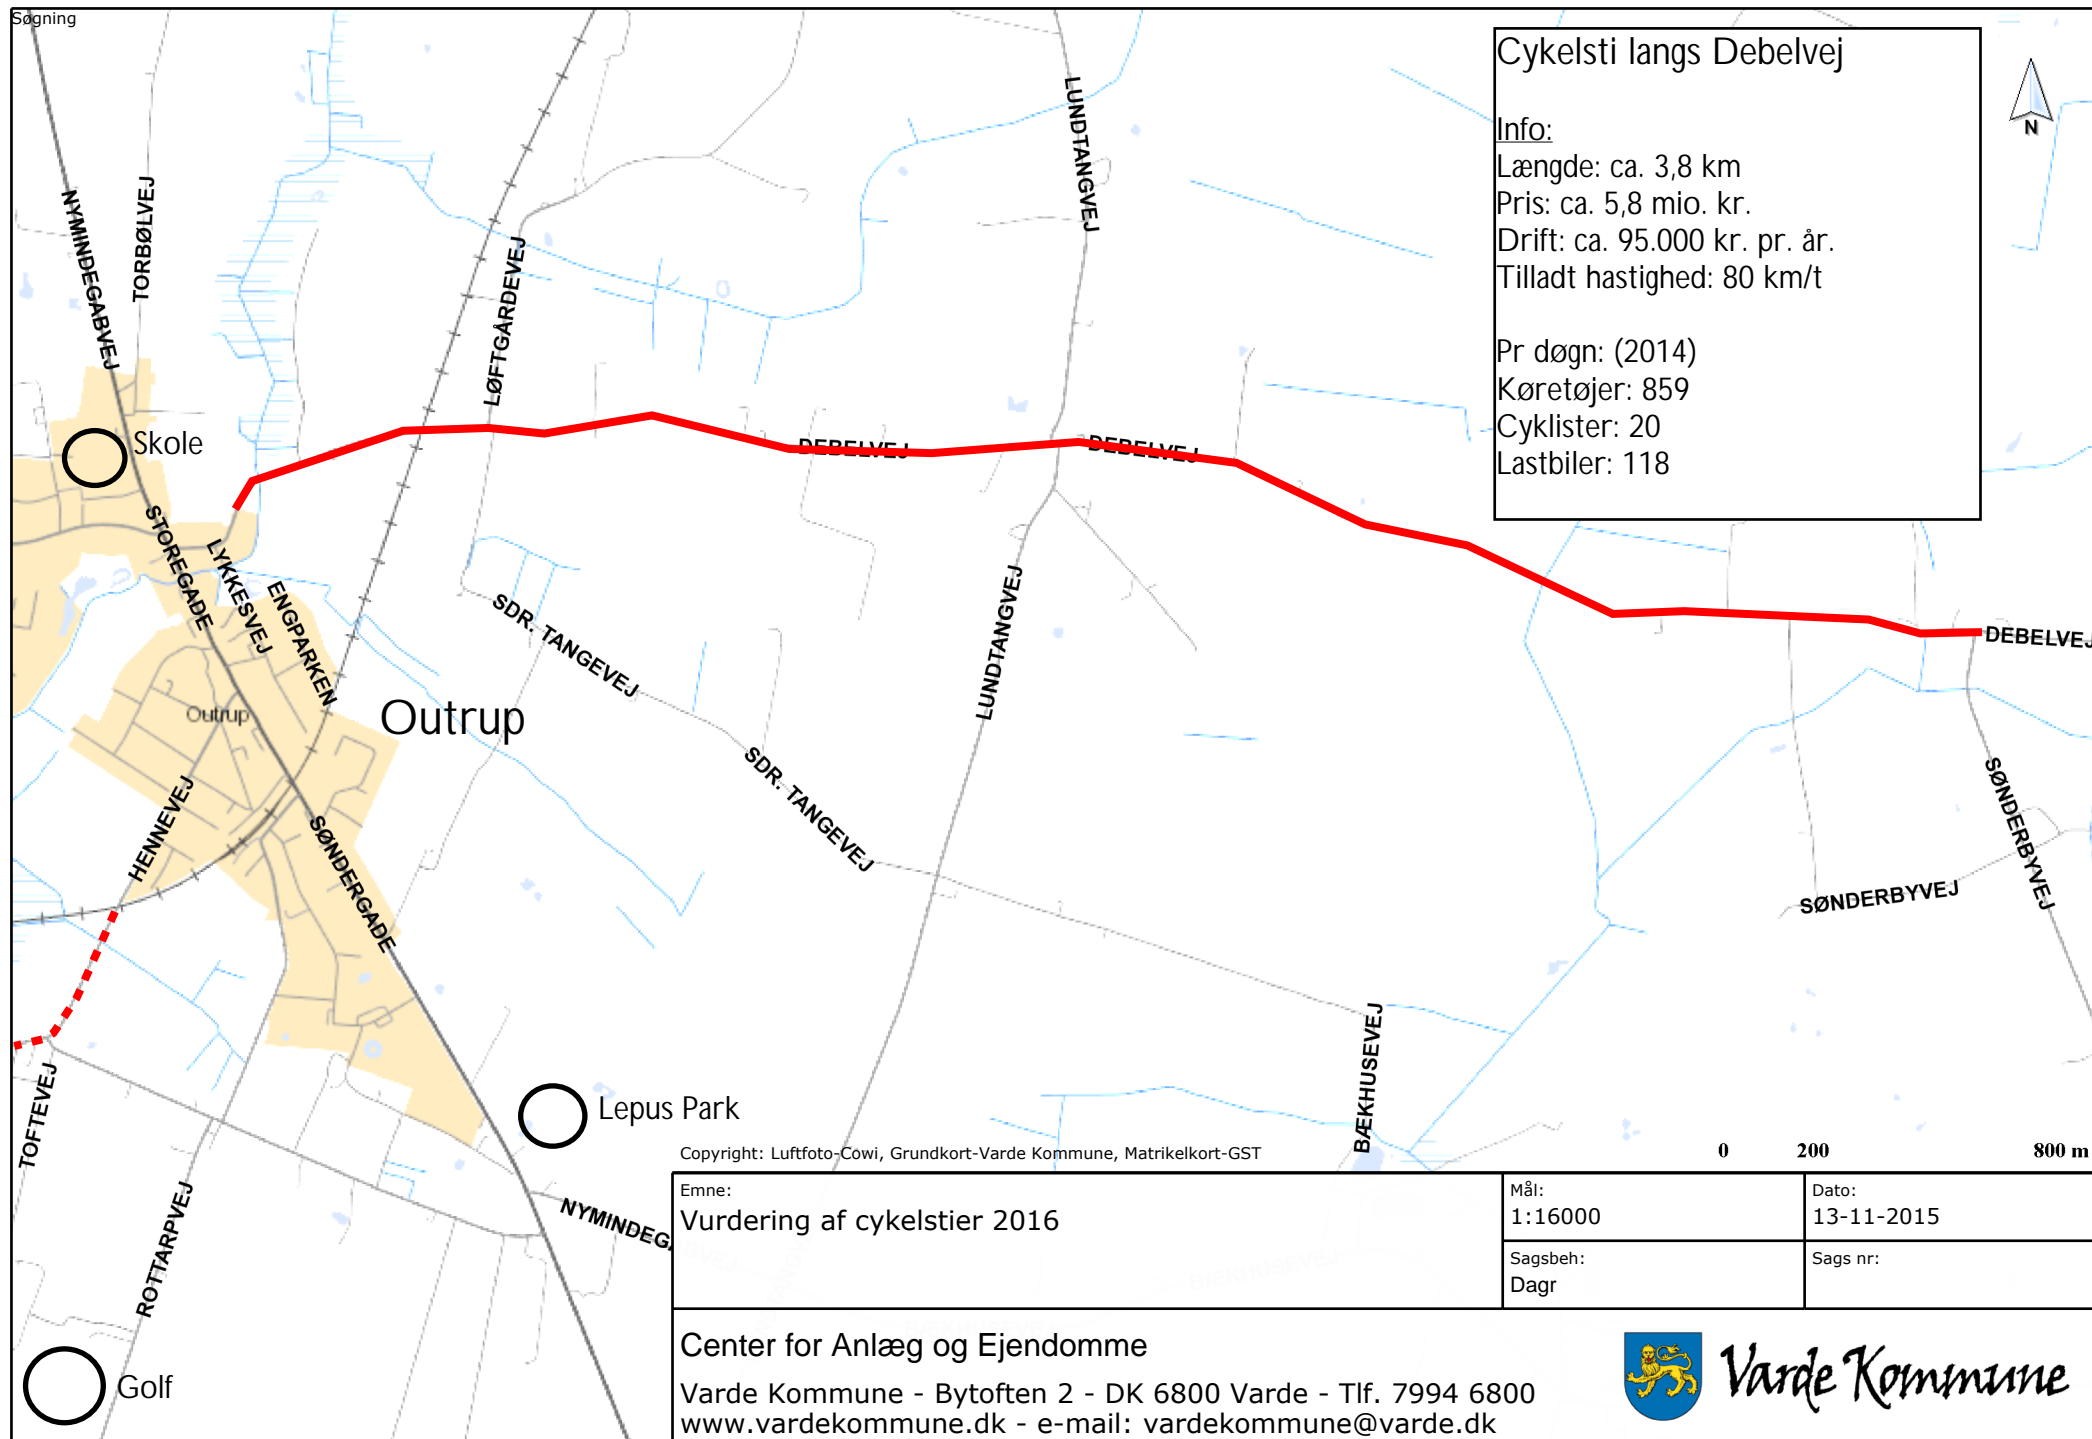 Søgning
Cykelsti langs Debelvej
Info:
Længde: ca. 3,8 km
Pris: ca. 5,8 mio. kr.
Drift: ca. 95.000 kr. pr. år.
Tilladt hastighed: 80 km/t
Pr døgn: (2014)
Køretøjer: 859
Cyklister: 20
Lastbiler: 118
N
NYMINDEGABVEJ
TORBØLVEJ
LØFTGÅRDEVEJ
LUNDTANGVEJ
Skole
DEBELVEJ
DEBELVEJ
STOREGADE
LYKKESVEJ
ENGPARKEN
SDR. TANGEVEJ
LUNDTANGVEJ
DEBELVEJ
Outrup
Outrup
SDR. TANGEVEJ
HENNEVEJ
SØNDERGADE
SØNDERBYVEJ
SØNDERBYVEJ
BÆKHUSEVEJ
TOFTEVEJ
Lepus Park
ROTTARPVEJ
NYMINDEGABVEJ
BÆKHUSEVEJ
Golf
Copyright: Luftfoto-Cowi, Grundkort-Varde Kommune, Matrikelkort-GST
0 200 800 m
Emne:
Vurdering af cykelstier 2016
Mål:
1:16000
Dato:
13-11-2015
Sagsbeh:
Dagr
Sags nr:
Center for Anlæg og Ejendomme
Varde Kommune - Bytoften 2 - DK 6800 Varde - Tlf. 7994 6800
www.vardekommune.dk - e-mail: vardekommune@varde.dk
Varde Kommune